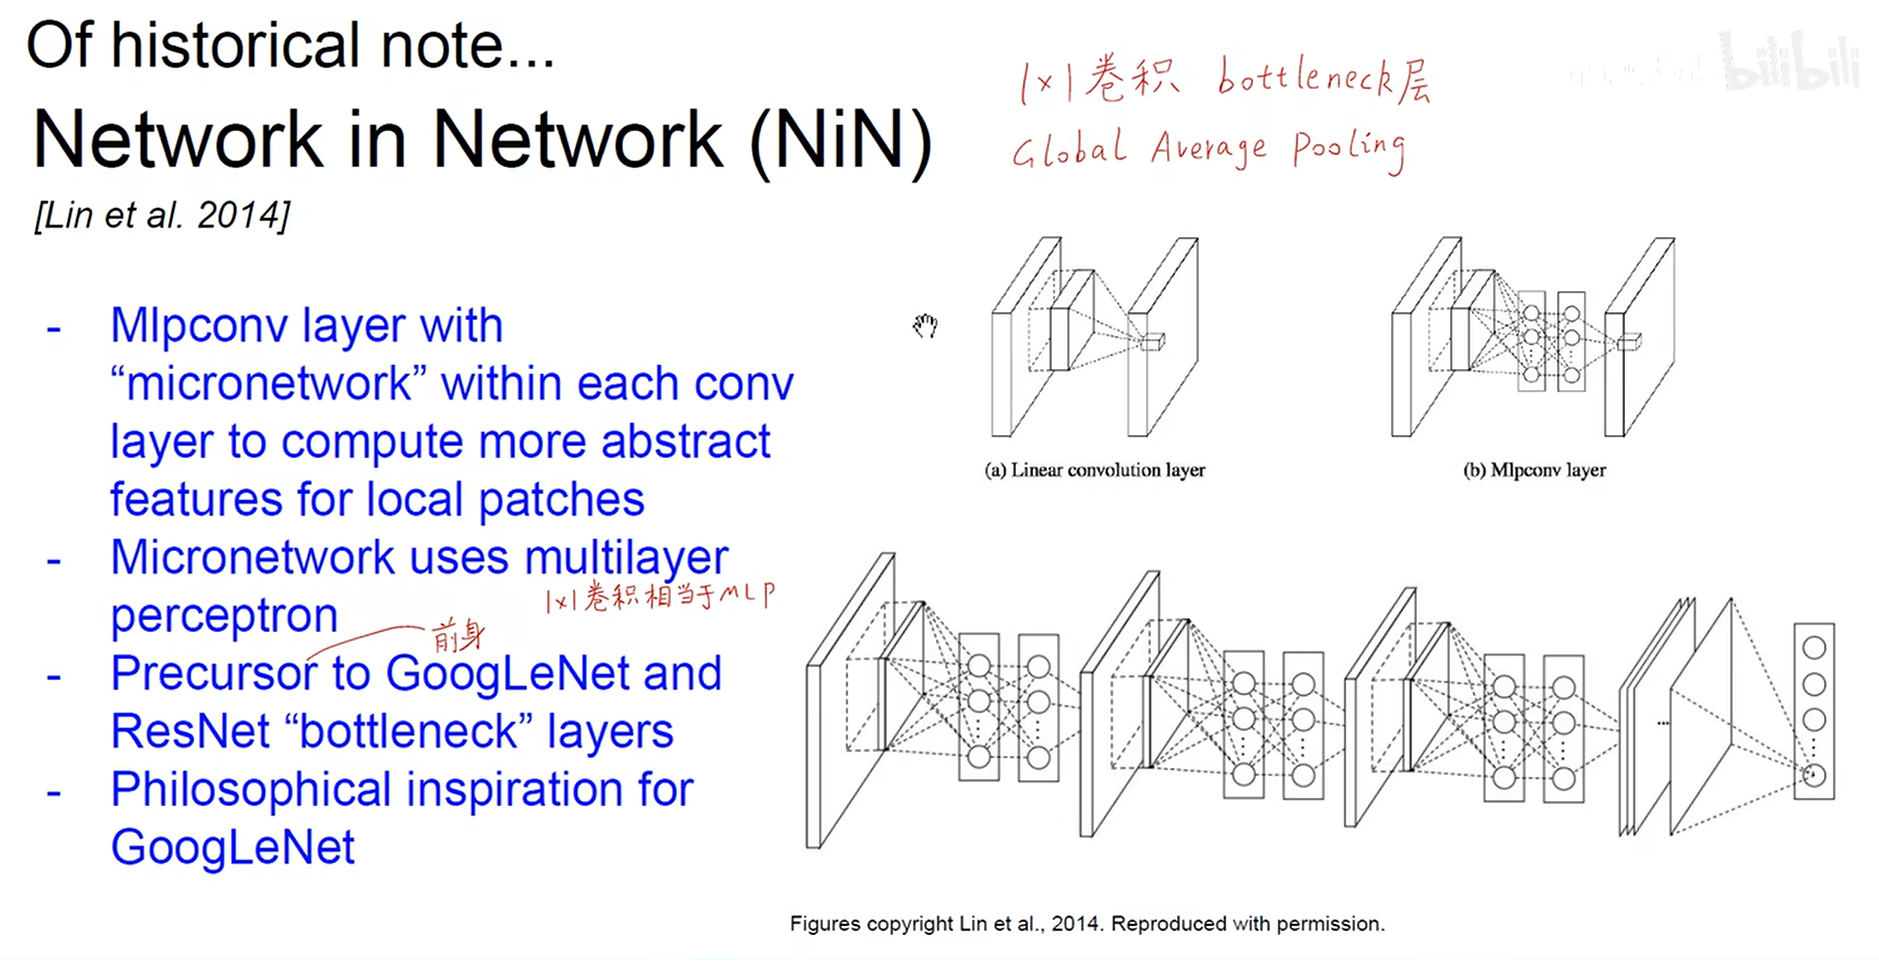 Of historical note...
Network in Network (NiN)
[Lin et al. 2014]
1×1卷积 bottleneck层
Global Average Pooling
bilibili
- Mlpconv layer with
“micronetwork” within each conv
layer to compute more abstract
features for local patches
- Micronetwork uses multilayer
perceptron
1×1卷积相当于MLP
前身
- Precursor to GoogLeNet and
ResNet “bottleneck” layers
- Philosophical inspiration for
GoogLeNet
(a) Linear convolution layer
(b) Mlpconv layer
...
Figures copyright Lin et al., 2014. Reproduced with permission.